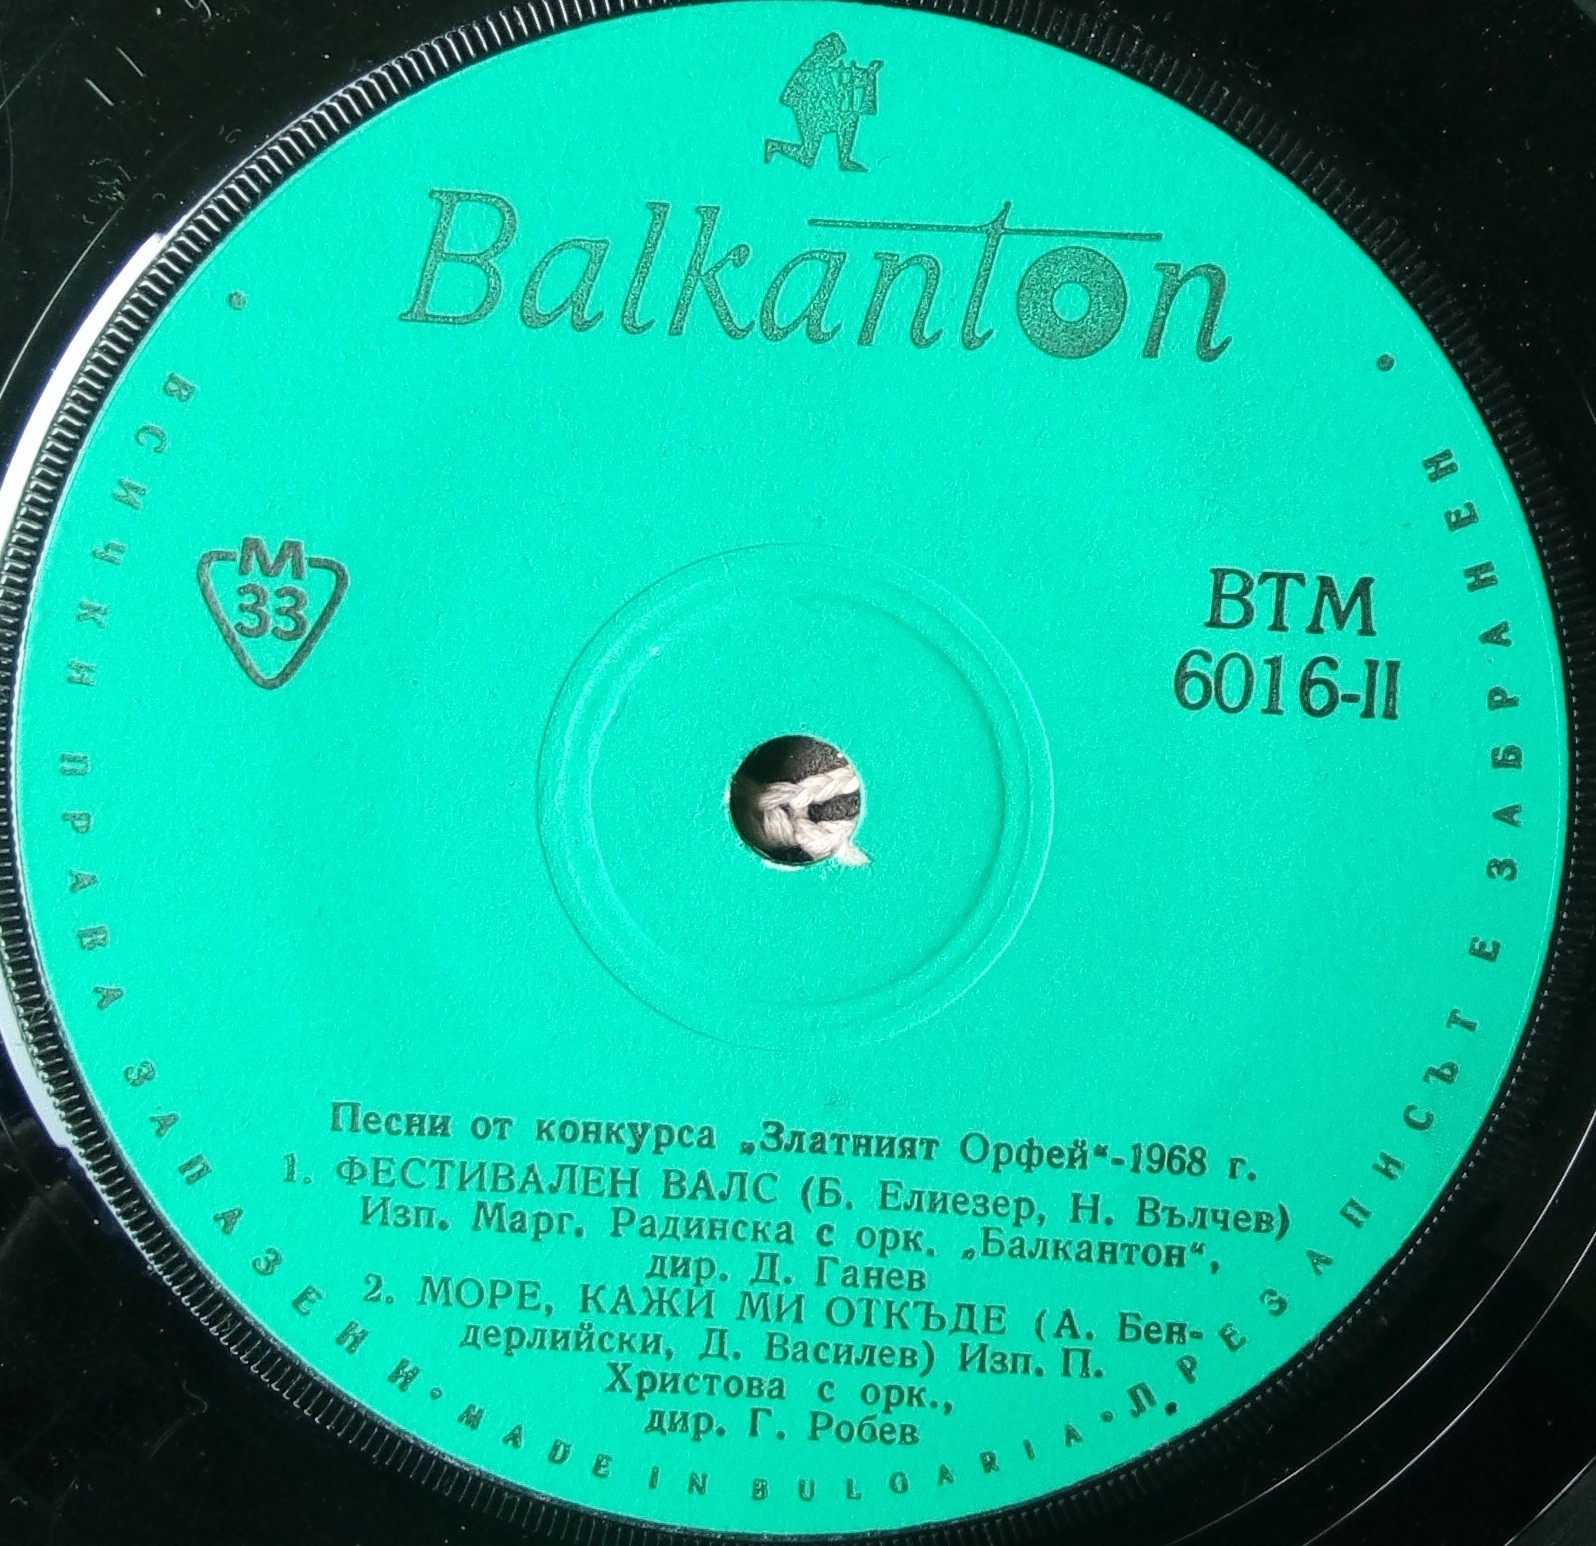 Balkanton
M
33
ВТМ
6016-II
Песни от конкурса „Златният Орфей“-1968 г.
1. ФЕСТИВАЛЕН ВАЛС (Б. Елиезер, Н. Вълчев)
Изп. Марг. Радинска с орк. „Балкантон“,
дир. Д. Ганев
2. МОРЕ, КАЖИ МИ ОТКЪДЕ (А. Бен-
дерлийски, Д. Василев) Изп. П.
Христова с орк.,
дир. Г. Робев
• ВСИЧКИ ПРАВА ЗАПАЗЕНИ • MADE IN BULGARIA • ПРЕЗАПИСЪТ Е ЗАБРАНЕН •